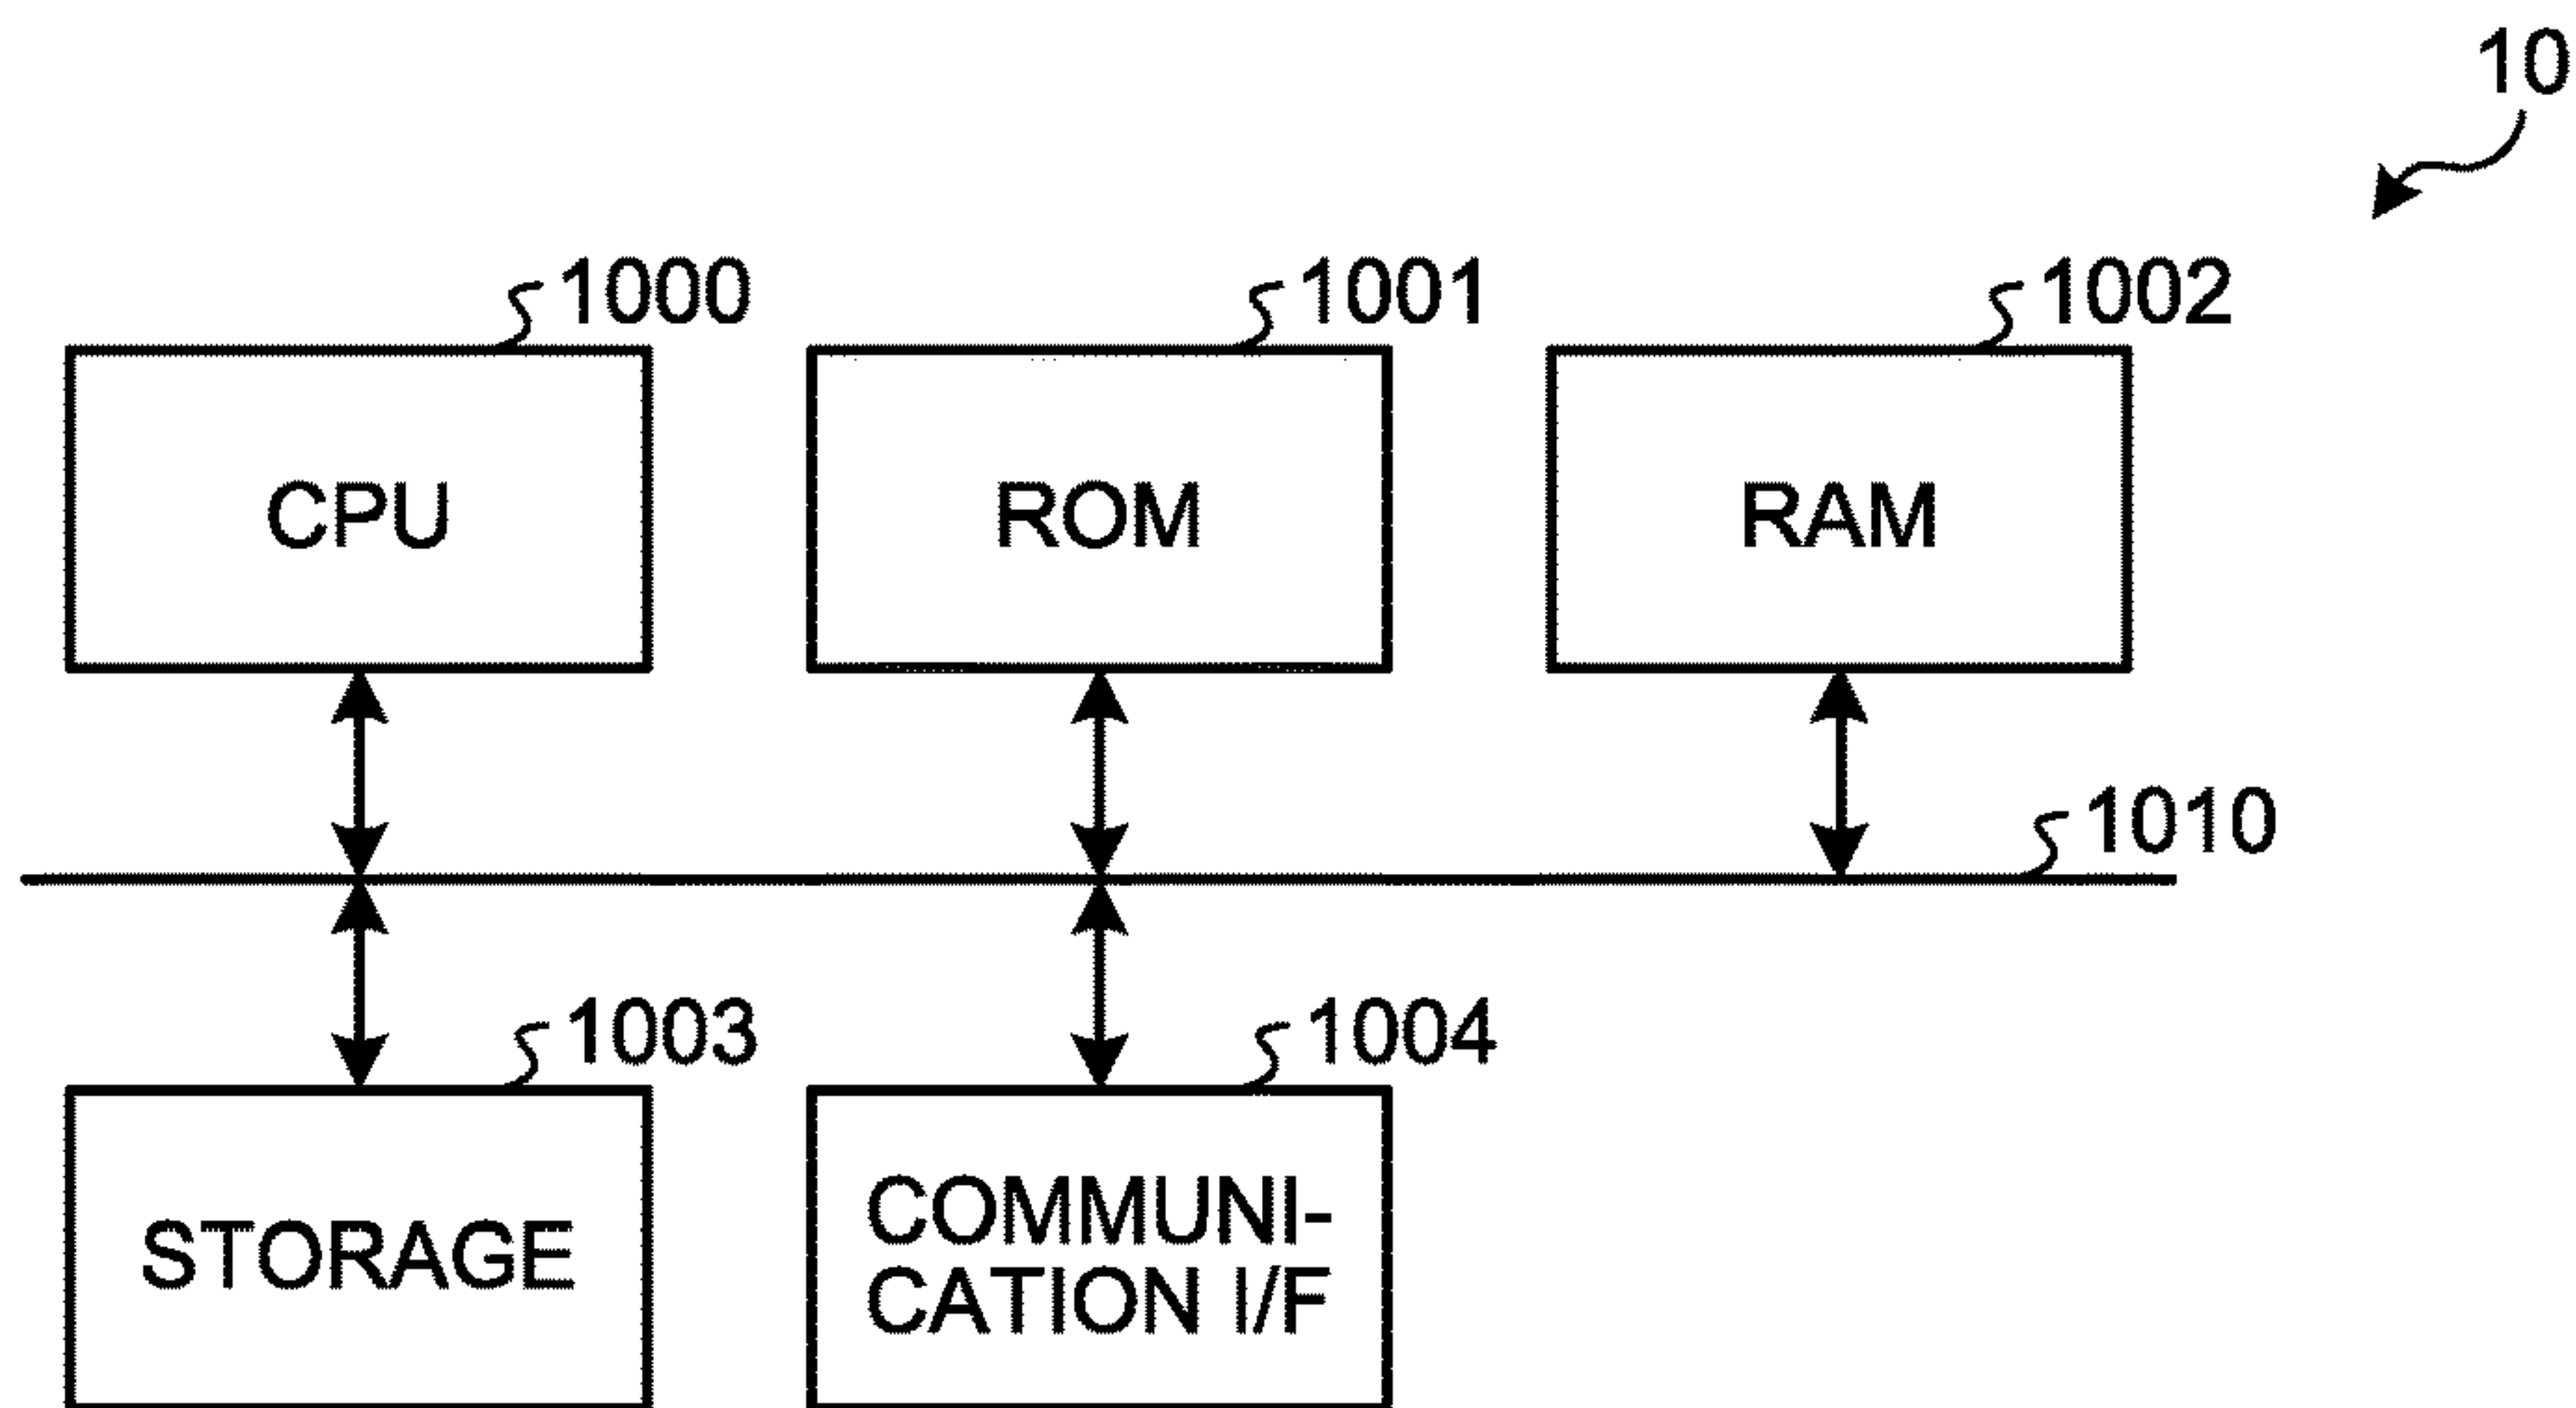 10
1000
1001
1002
CPU
ROM
RAM
1010
1003
1004
STORAGE
COMMUNI-
CATION I/F